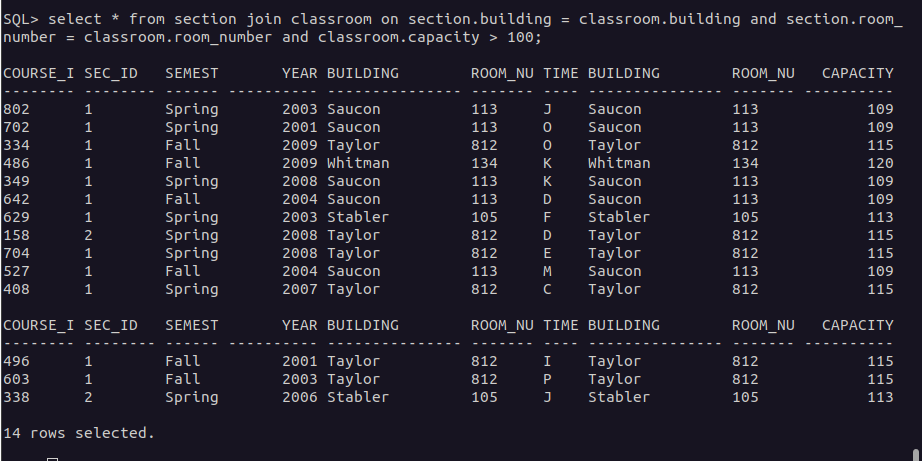 SQL> select * from section join classroom on section.building = classroom.building and section.room_
number = classroom.room_number and classroom.capacity > 100;
COURSE_I SEC_ID   SEMEST       YEAR BUILDING        ROOM_NU TIME BUILDING        ROOM_NU   CAPACITY
-------- -------- ------ ---------- --------------- ------- ---- --------------- ------- ----------
802      1        Spring       2003 Saucon          113     J    Saucon          113            109
702      1        Spring       2001 Saucon          113     O    Saucon          113            109
334      1        Fall         2009 Taylor          812     O    Taylor          812            115
486      1        Fall         2009 Whitman         134     K    Whitman         134            120
349      1        Spring       2008 Saucon          113     K    Saucon          113            109
642      1        Fall         2004 Saucon          113     D    Saucon          113            109
629      1        Spring       2003 Stabler         105     F    Stabler         105            113
158      2        Spring       2008 Taylor          812     D    Taylor          812            115
704      1        Spring       2008 Taylor          812     E    Taylor          812            115
527      1        Fall         2004 Saucon          113     M    Saucon          113            109
408      1        Spring       2007 Taylor          812     C    Taylor          812            115
COURSE_I SEC_ID   SEMEST       YEAR BUILDING        ROOM_NU TIME BUILDING        ROOM_NU   CAPACITY
-------- -------- ------ ---------- --------------- ------- ---- --------------- ------- ----------
496      1        Fall         2001 Taylor          812     I    Taylor          812            115
603      1        Fall         2003 Taylor          812     P    Taylor          812            115
338      2        Spring       2006 Stabler         105     J    Stabler         105            113
14 rows selected.